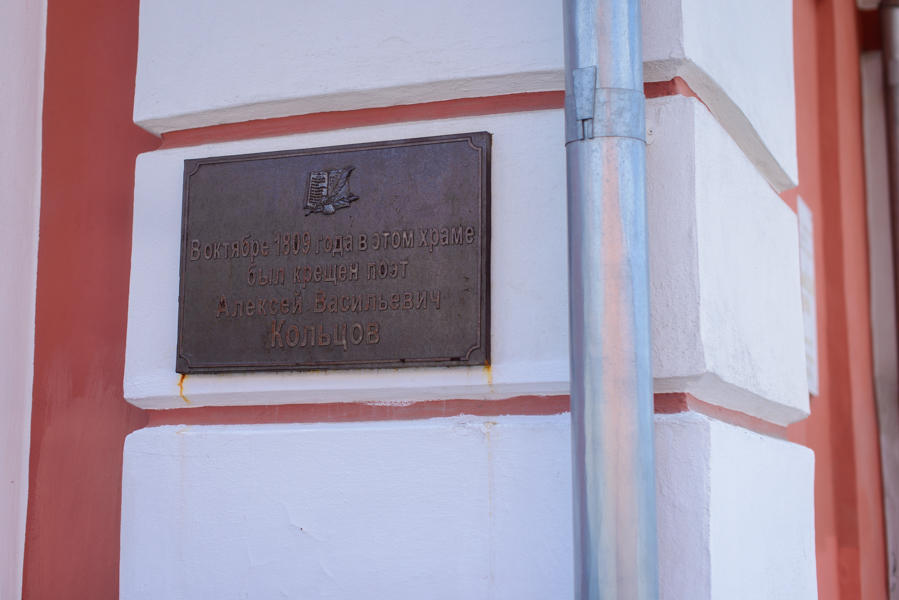 В октябре 1809 года в этом храме
был крещен поэт
Алексей Васильевич
Кольцов